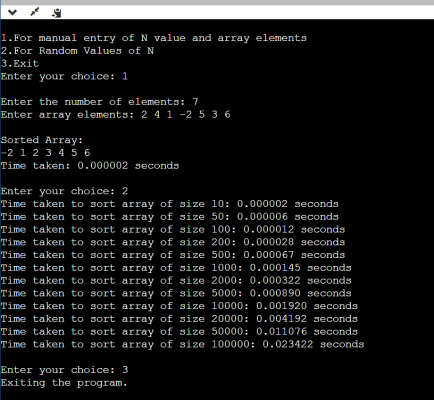 1.For manual entry of N value and array elements
2.For Random Values of N
3.Exit
Enter your choice: 1
Enter the number of elements: 7
Enter array elements: 2 4 1 -2 5 3 6
Sorted Array:
-2 1 2 3 4 5 6
Time taken: 0.000002 seconds
Enter your choice: 2
Time taken to sort array of size 10: 0.000002 seconds
Time taken to sort array of size 50: 0.000006 seconds
Time taken to sort array of size 100: 0.000012 seconds
Time taken to sort array of size 200: 0.000028 seconds
Time taken to sort array of size 500: 0.000067 seconds
Time taken to sort array of size 1000: 0.000145 seconds
Time taken to sort array of size 2000: 0.000322 seconds
Time taken to sort array of size 5000: 0.000890 seconds
Time taken to sort array of size 10000: 0.001920 seconds
Time taken to sort array of size 20000: 0.004192 seconds
Time taken to sort array of size 50000: 0.011076 seconds
Time taken to sort array of size 100000: 0.023422 seconds
Enter your choice: 3
Exiting the program.